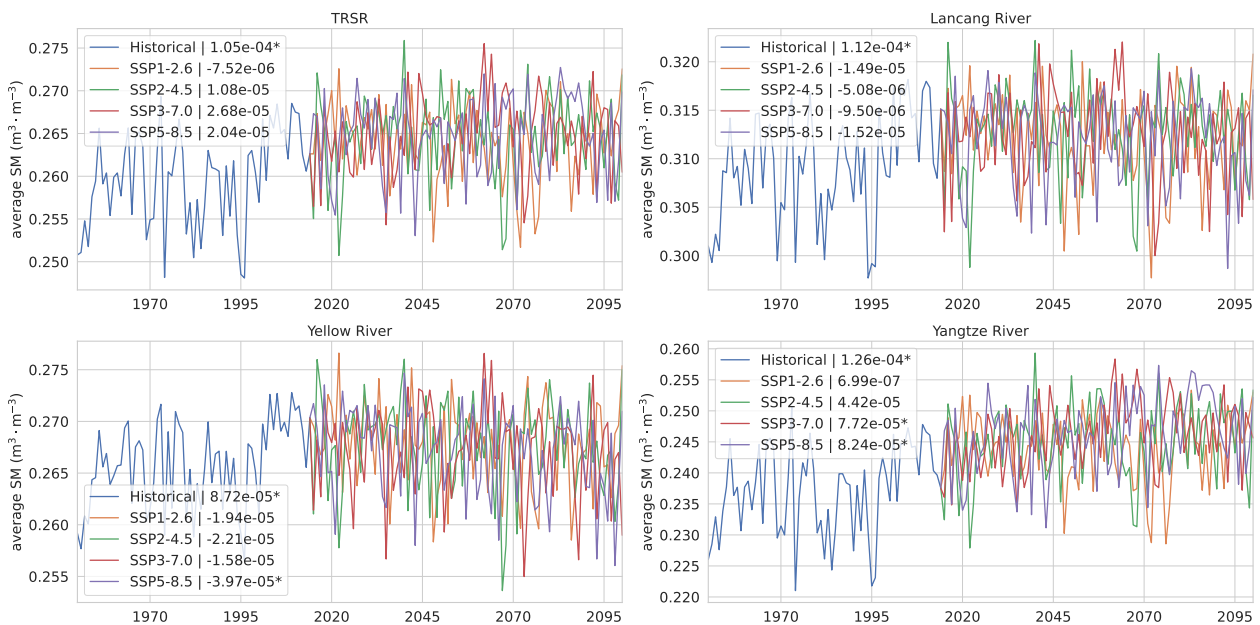 TRSR
average SM (m³ · m⁻³)
0.275
0.270
0.265
0.260
0.255
0.250
Historical | 1.05e-04*
SSP1-2.6 | -7.52e-06
SSP2-4.5 | 1.08e-05
SSP3-7.0 | 2.68e-05
SSP5-8.5 | 2.04e-05
1970 1995 2020 2045 2070 2095
Lancang River
average SM (m³ · m⁻³)
0.320
0.315
0.310
0.305
0.300
Historical | 1.12e-04*
SSP1-2.6 | -1.49e-05
SSP2-4.5 | -5.08e-06
SSP3-7.0 | -9.50e-06
SSP5-8.5 | -1.52e-05
1970 1995 2020 2045 2070 2095
Yellow River
average SM (m³ · m⁻³)
0.275
0.270
0.265
0.260
0.255
Historical | 8.72e-05*
SSP1-2.6 | -1.94e-05
SSP2-4.5 | -2.21e-05
SSP3-7.0 | -1.58e-05
SSP5-8.5 | -3.97e-05*
1970 1995 2020 2045 2070 2095
Yangtze River
average SM (m³ · m⁻³)
0.260
0.255
0.250
0.245
0.240
0.235
0.230
0.225
0.220
Historical | 1.26e-04*
SSP1-2.6 | 6.99e-07
SSP2-4.5 | 4.42e-05
SSP3-7.0 | 7.72e-05*
SSP5-8.5 | 8.24e-05*
1970 1995 2020 2045 2070 2095